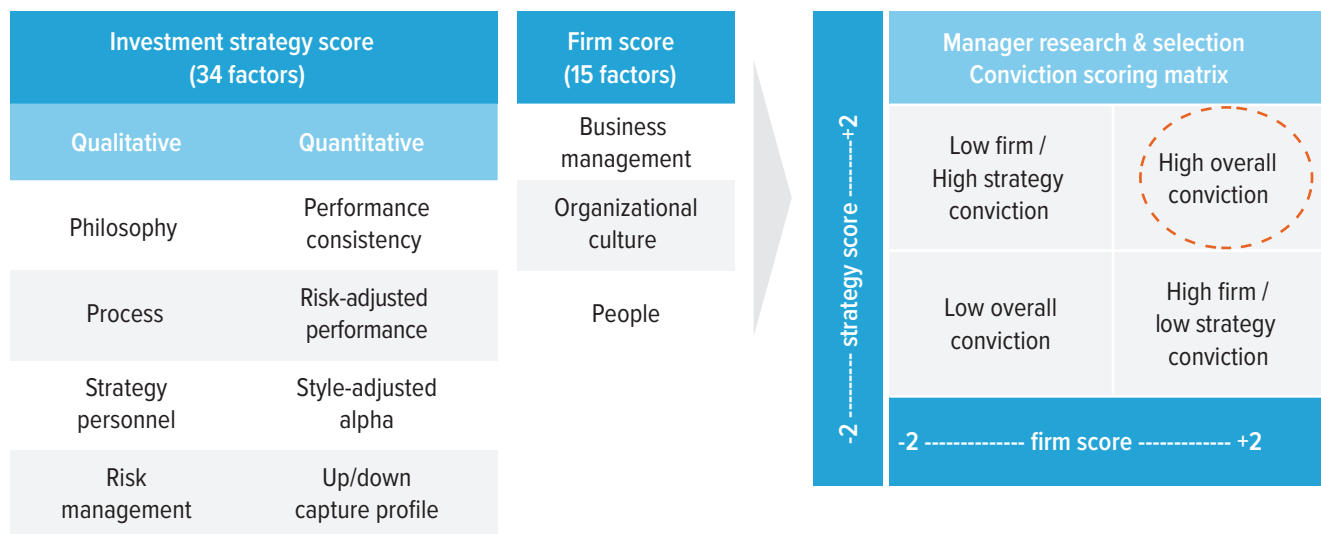 Investment strategy score
(34 factors)
Qualitative
Quantitative
Philosophy
Performance
consistency
Process
Risk-adjusted
performance
Strategy
personnel
Style-adjusted
alpha
Risk
management
Up/down
capture profile
Firm score
(15 factors)
Business
management
Organizational
culture
People
-2 ----------- strategy score --------+2
Manager research & selection
Conviction scoring matrix
Low firm /
High strategy
conviction
High overall
conviction
Low overall
conviction
High firm /
low strategy
conviction
-2 -------------- firm score ------------- +2